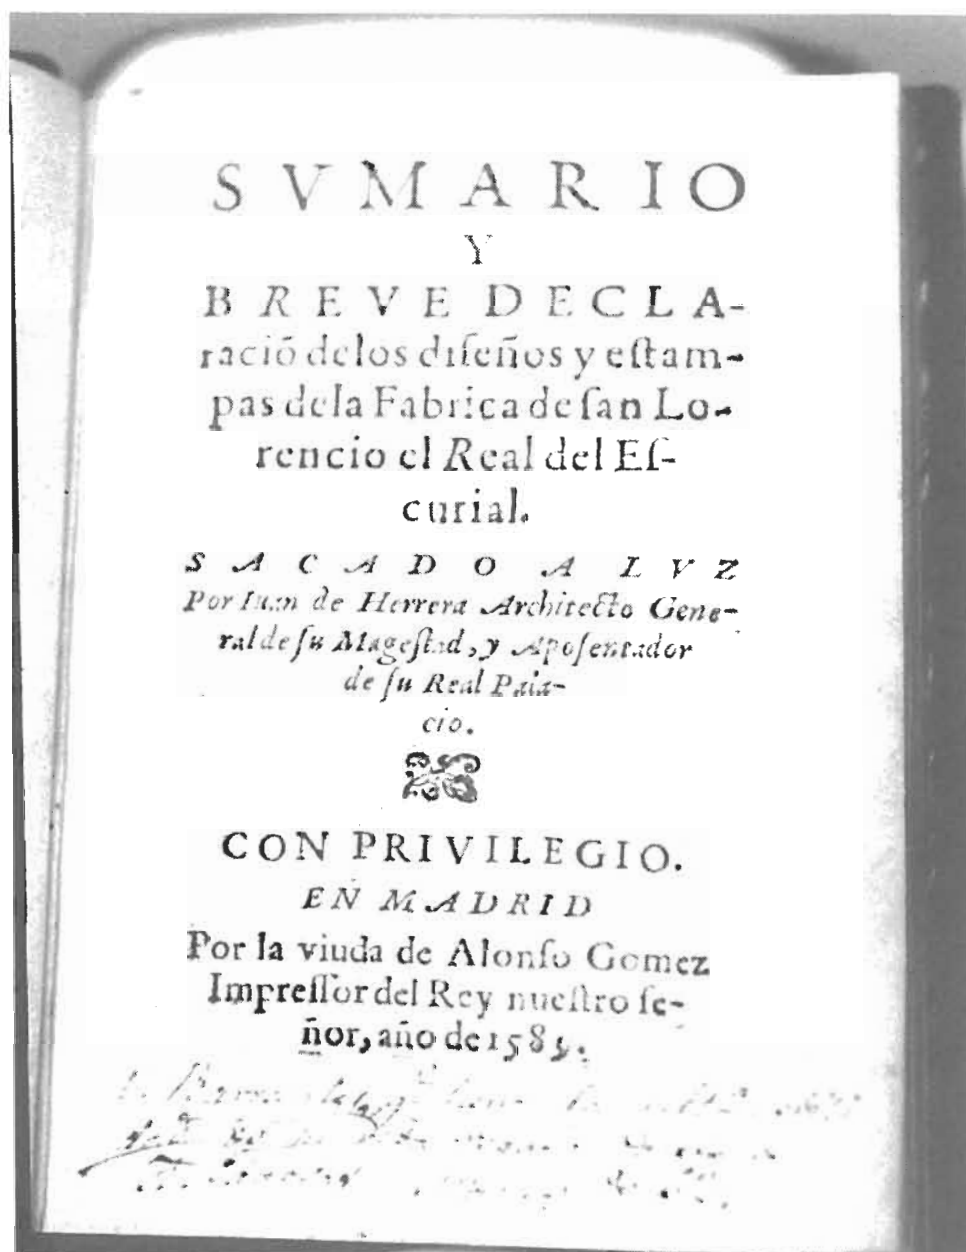 SVMARIO
Y
BREVE DECLA-
raciō delos diſeños y eſtam-
pas dela Fabrica de ſan Lo-
rencio el Real del Eſ-
curial.
SACADO A LVZ
Por Iuan de Herrera Architecto Gene-
ral de ſu Mageſtad, y Apoſentador
de ſu Real Pala-
cio.
CON PRIVILEGIO.
EN MADRID
Por la viuda de Alonſo Gomez
Impreſſor del Rey nueſtro ſe-
ñor, año de 1589.